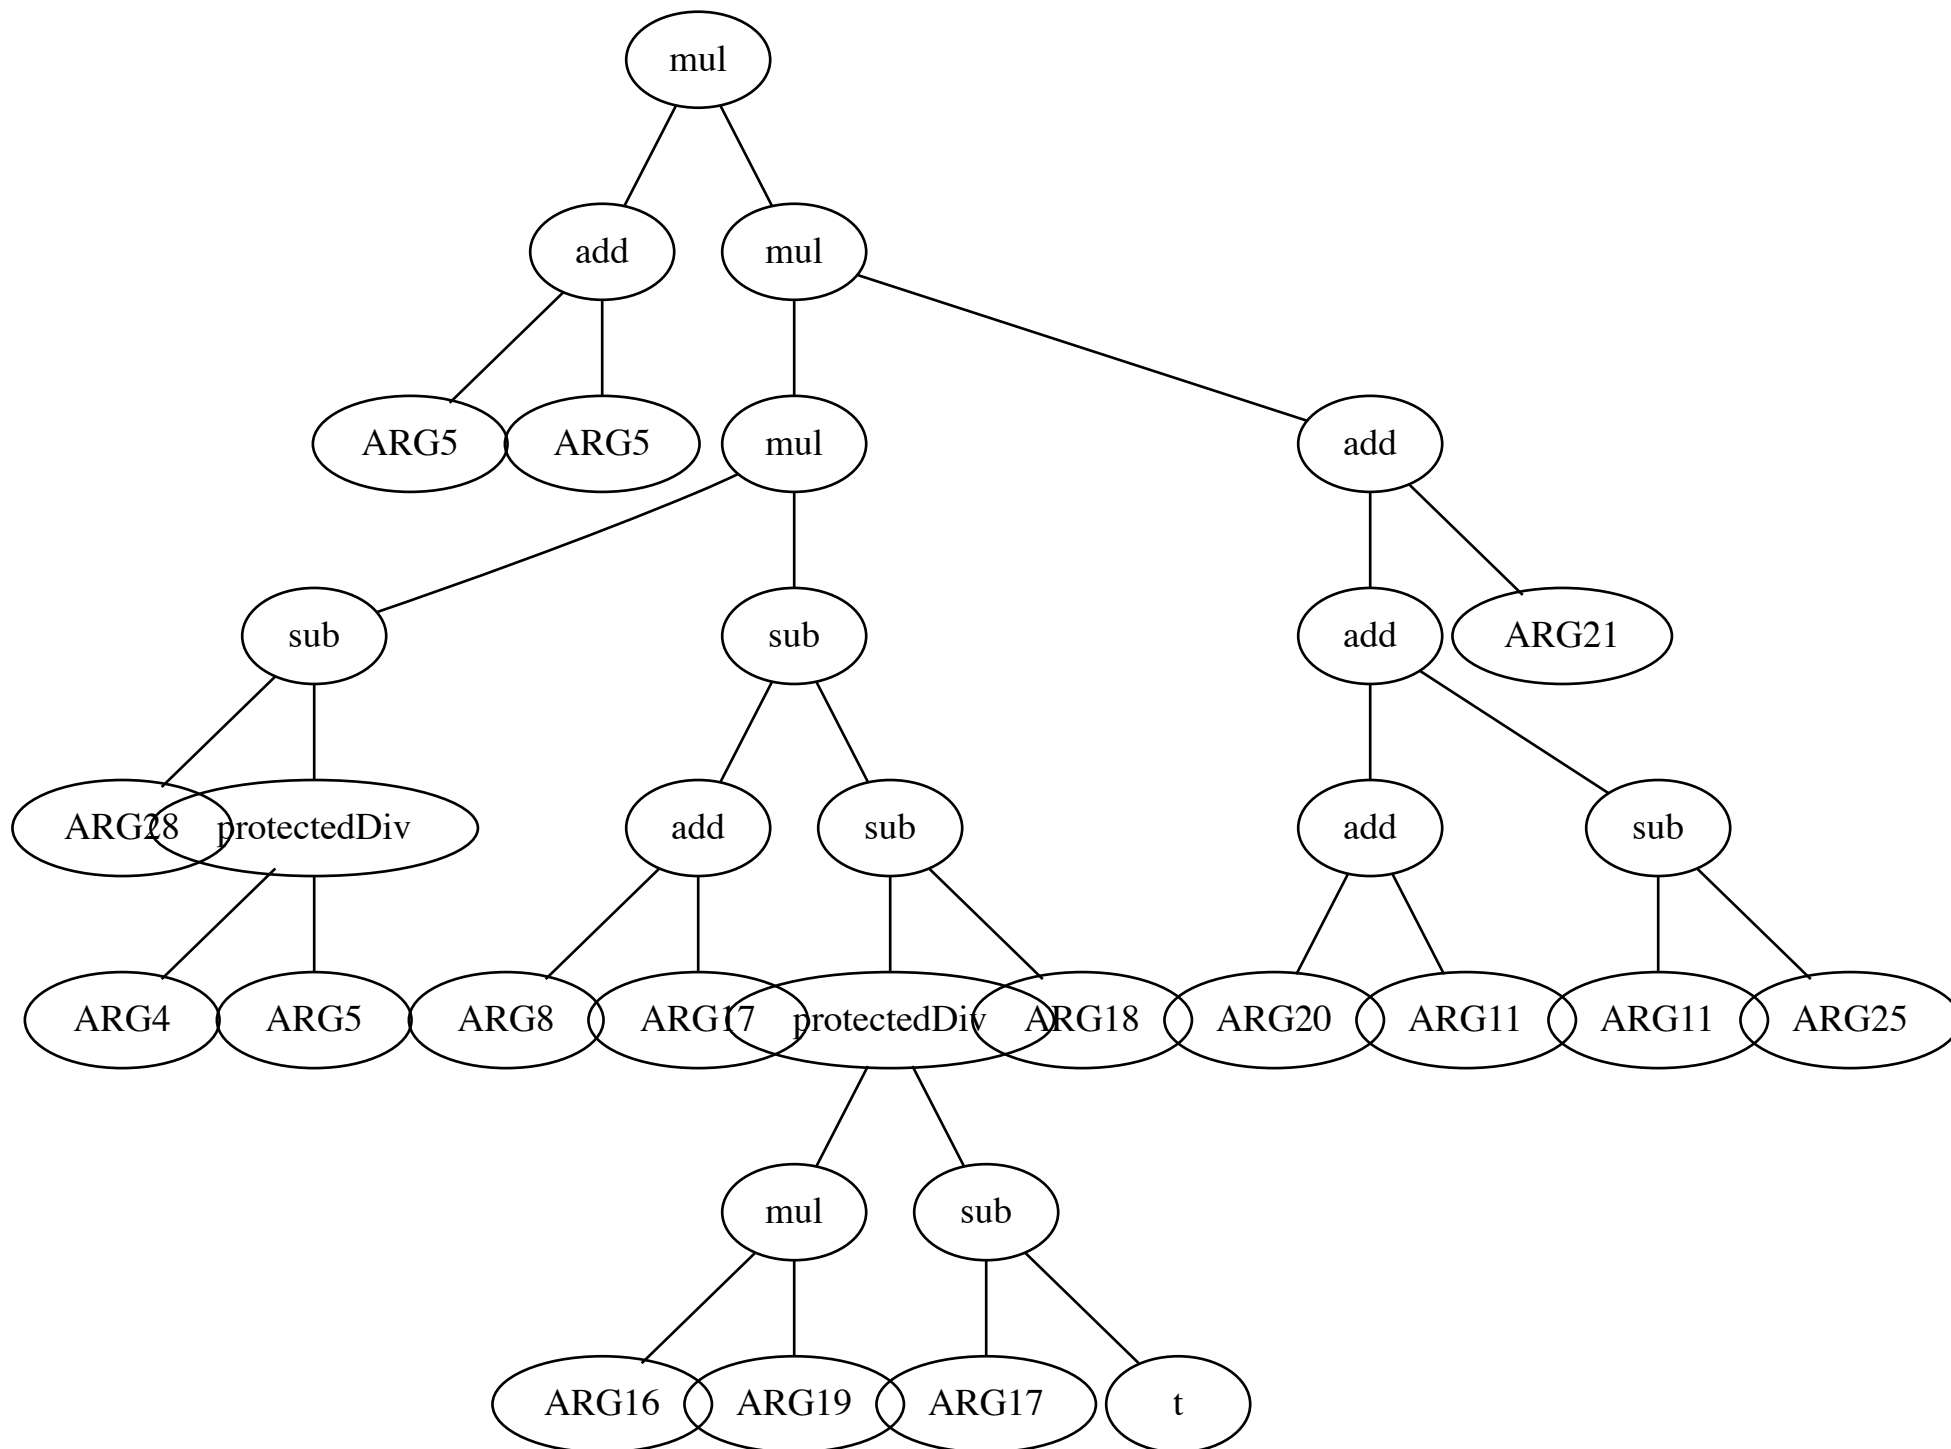 mul
add mul
ARG5 ARG5 mul add
sub sub add ARG21
ARG28 protectedDiv add sub add sub
ARG4 ARG5 ARG8 ARG17 protectedDiv ARG18 ARG20 ARG11 ARG11 ARG25
mul sub
ARG16 ARG19 ARG17 t